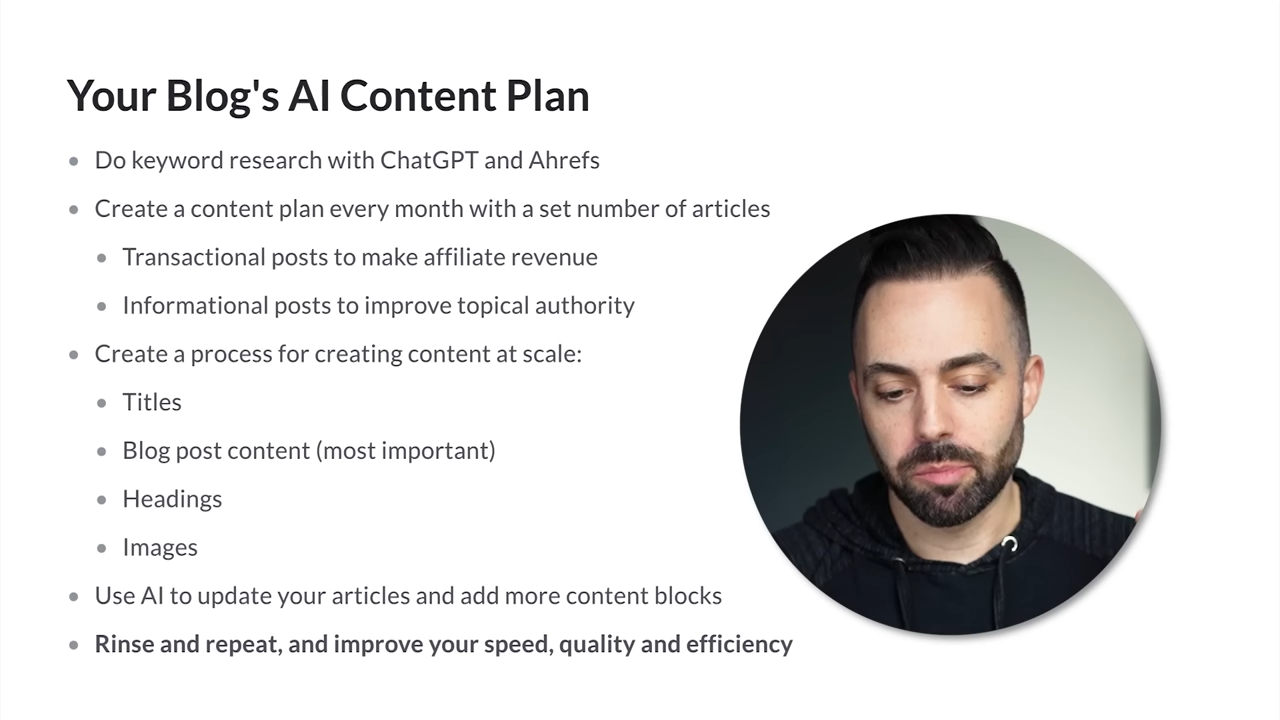 Your Blog's AI Content Plan
Do keyword research with ChatGPT and Ahrefs
Create a content plan every month with a set number of articles
Transactional posts to make affiliate revenue
Informational posts to improve topical authority
Create a process for creating content at scale:
Titles
Blog post content (most important)
Headings
Images
Use AI to update your articles and add more content blocks
Rinse and repeat, and improve your speed, quality and efficiency